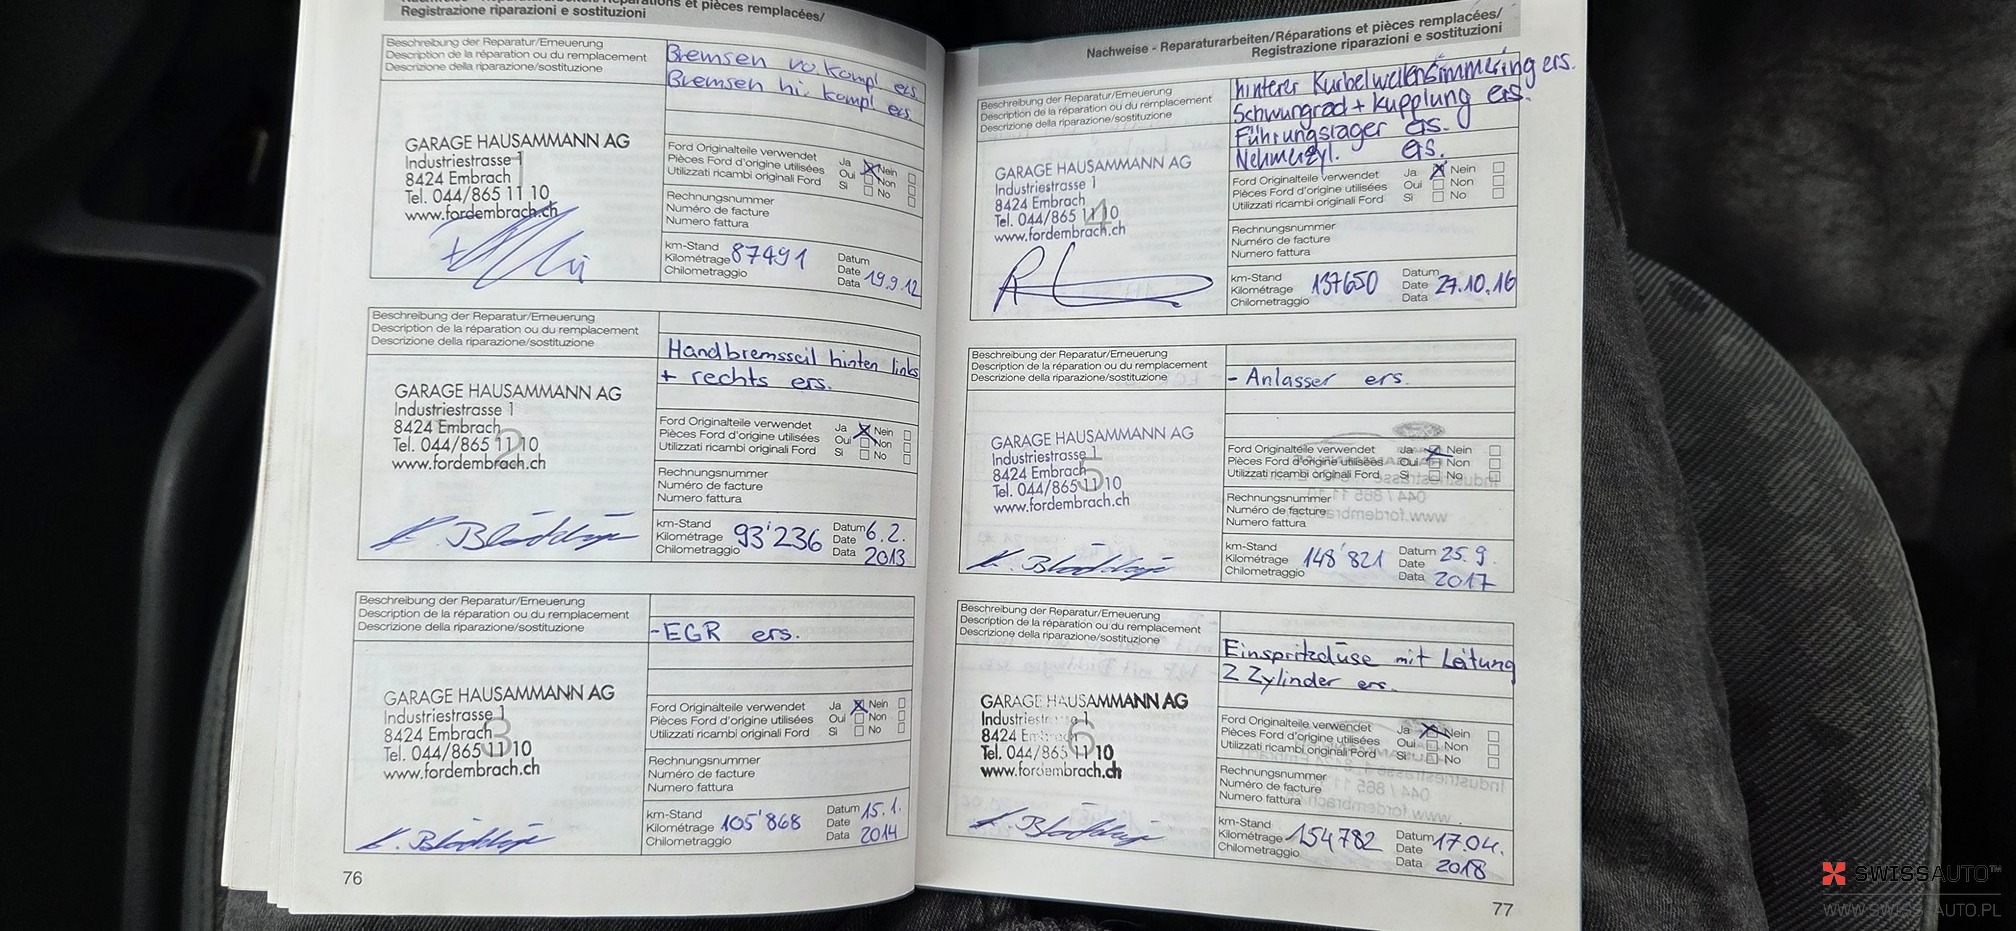 Registrazione riparazioni e sostituzioni
Beschreibung der Reparatur/Erneuerung
Description de la réparation ou du remplacement
Descrizione della riparazione/sostituzione
Bremsen vo. kompl ers.
Bremsen hi. kompl ers.
GARAGE HAUSAMMANN AG
Industriestrasse 1
8424 Embrach
Tel. 044/865 11 10
www.fordembrach.ch
Ford Originalteile verwendet Ja Nein
Pièces Ford d'origine utilisées Oui Non
Utilizzati ricambi originali Ford Si No
Rechnungsnummer
Numéro de facture
Numero fattura
km-Stand
Kilométrage 87491
Chilometraggio
Datum
Date 19.9.12
Data
Beschreibung der Reparatur/Erneuerung
Description de la réparation ou du remplacement
Descrizione della riparazione/sostituzione
Handbremsseil hinten links
+ rechts ers.
2
GARAGE HAUSAMMANN AG
Industriestrasse 1
8424 Embrach
Tel. 044/865 11 10
www.fordembrach.ch
Ford Originalteile verwendet Ja Nein
Pièces Ford d'origine utilisées Oui Non
Utilizzati ricambi originali Ford Si No
Rechnungsnummer
Numéro de facture
Numero fattura
km-Stand
Kilométrage 93'236
Chilometraggio
Datum 6.2.
Date
Data 2013
Beschreibung der Reparatur/Erneuerung
Description de la réparation ou du remplacement
Descrizione della riparazione/sostituzione
-EGR ers.
3
GARAGE HAUSAMMANN AG
Industriestrasse 1
8424 Embrach
Tel. 044/865 11 10
www.fordembrach.ch
Ford Originalteile verwendet Ja Nein
Pièces Ford d'origine utilisées Oui Non
Utilizzati ricambi originali Ford Si No
Rechnungsnummer
Numéro de facture
Numero fattura
km-Stand
Kilométrage 105'868
Chilometraggio
Datum 15.1.
Date
Data 2014
76
Nachweise - Reparaturarbeiten/Réparations et pièces remplacées/
Registrazione riparazioni e sostituzioni
Beschreibung der Reparatur/Erneuerung
Description de la réparation ou du remplacement
Descrizione della riparazione/sostituzione
hinterer Kurbelwellensimmering ers.
Schwungrad + Kupplung ers.
Führungslager ers.
Nehmerzyl. ers.
4
GARAGE HAUSAMMANN AG
Industriestrasse 1
8424 Embrach
Tel. 044/865 11 10
www.fordembrach.ch
Ford Originalteile verwendet Ja Nein
Pièces Ford d'origine utilisées Oui Non
Utilizzati ricambi originali Ford Si No
Rechnungsnummer
Numéro de facture
Numero fattura
km-Stand
Kilométrage 137650
Chilometraggio
Datum
Date 27.10.16
Data
Beschreibung der Reparatur/Erneuerung
Description de la réparation ou du remplacement
Descrizione della riparazione/sostituzione
- Anlasser ers.
5
GARAGE HAUSAMMANN AG
Industriestrasse 1
8424 Embrach
Tel. 044/865 11 10
www.fordembrach.ch
Ford Originalteile verwendet Ja Nein
Pièces Ford d'origine utilisées Oui Non
Utilizzati ricambi originali Ford Si No
Rechnungsnummer
Numéro de facture
Numero fattura
km-Stand
Kilométrage 148'821
Chilometraggio
Datum 25.9.
Date
Data 2017
Beschreibung der Reparatur/Erneuerung
Description de la réparation ou du remplacement
Descrizione della riparazione/sostituzione
Einspritzdüse mit Leitung
2 Zylinder ers.
6
GARAGE HAUSAMMANN AG
Industriestrasse 1
8424 Embrach
Tel. 044/865 11 10
www.fordembrach.ch
Ford Originalteile verwendet Ja Nein
Pièces Ford d'origine utilisées Oui Non
Utilizzati ricambi originali Ford Si No
Rechnungsnummer
Numéro de facture
Numero fattura
km-Stand
Kilométrage 154782
Chilometraggio
Datum 17.04.
Date
Data 2018
77
SWISSAUTO™
WWW.SWISSAUTO.PL